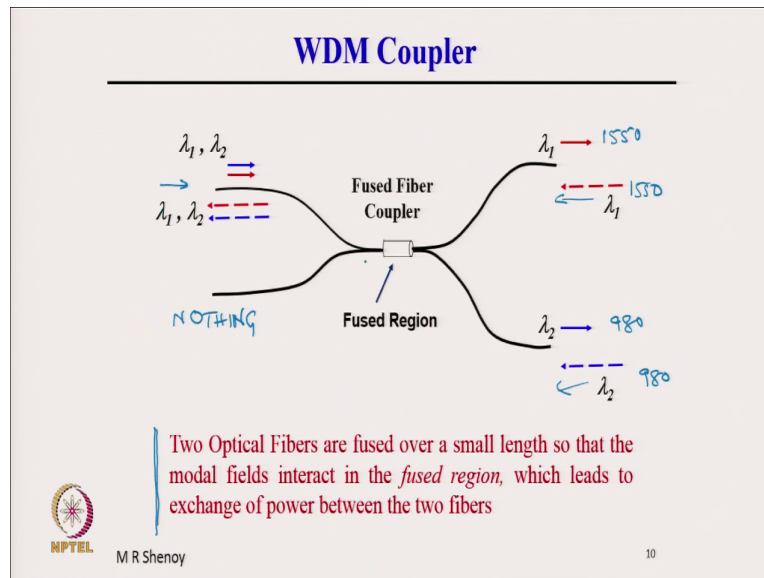 WDM Coupler
λ1 , λ2
λ1 , λ2
NOTHING
Fused Fiber
Coupler
Fused Region
λ1 1550
1550
λ1
λ2 980
980
λ2
Two Optical Fibers are fused over a small length so that the
modal fields interact in the fused region, which leads to
exchange of power between the two fibers
NPTEL
M R Shenoy
10